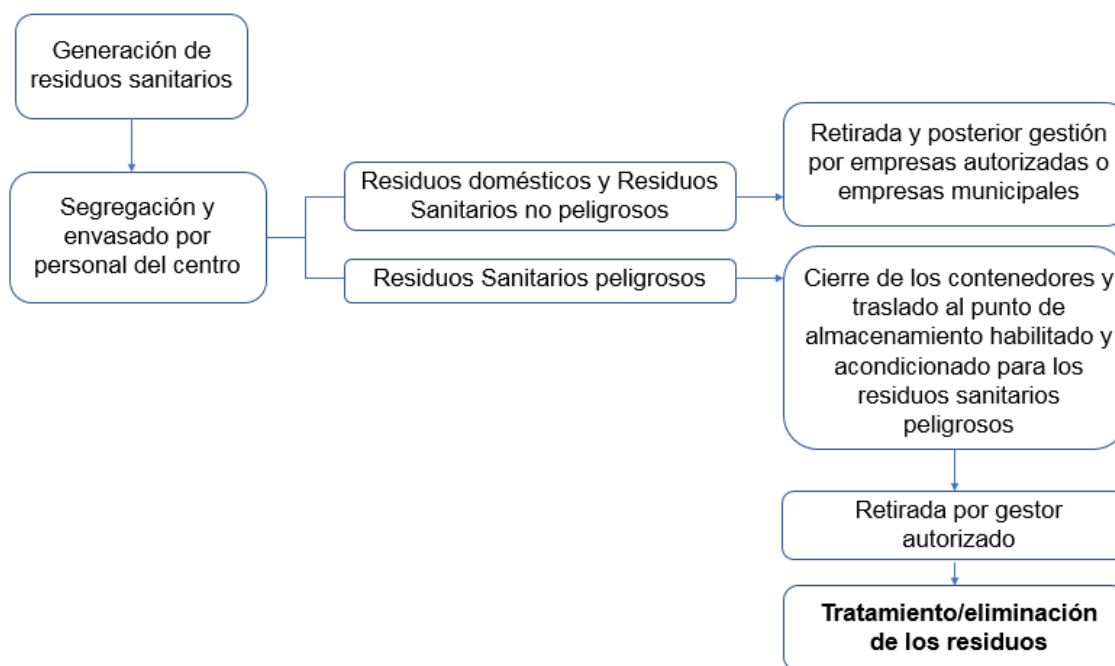 Generación de
residuos sanitarios
Segregación y
envasado por
personal del centro
Residuos domésticos y Residuos
Sanitarios no peligrosos
Residuos Sanitarios peligrosos
Retirada y posterior gestión
por empresas autorizadas o
empresas municipales
Cierre de los contenedores y
traslado al punto de
almacenamiento habilitado y
acondicionado para los
residuos sanitarios
peligrosos
Retirada por gestor
autorizado
Tratamiento/eliminación
de los residuos